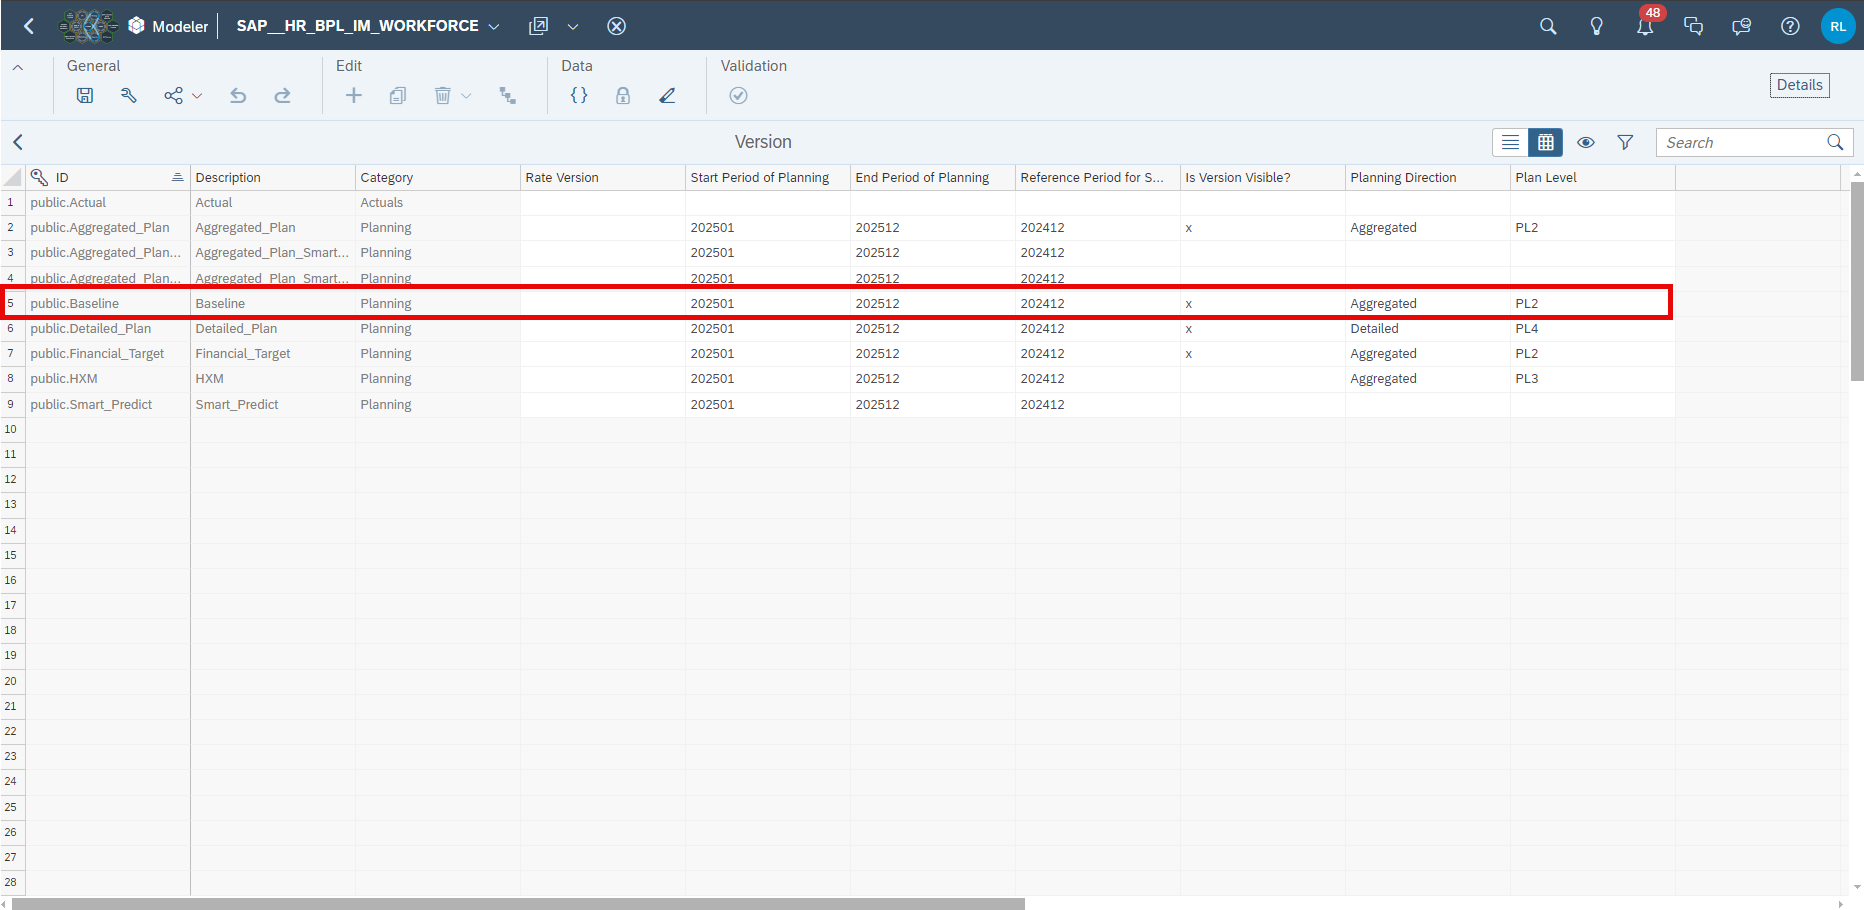 Modeler SAP__HR_BPL_IM_WORKFORCE 48 RL
General Edit Data Validation
Details
Version Search
ID Description Category Rate Version Start Period of Planning End Period of Planning Reference Period for S... Is Version Visible? Planning Direction Plan Level
1 public.Actual Actual Actuals
2 public.Aggregated_Plan Aggregated_Plan Planning 202501 202512 202412 x Aggregated PL2
3 public.Aggregated_Plan... Aggregated_Plan_Smart... Planning 202501 202512 202412
4 public.Aggregated_Plan... Aggregated_Plan_Smart... Planning 202501 202512 202412
5 public.Baseline Baseline Planning 202501 202512 202412 x Aggregated PL2
6 public.Detailed_Plan Detailed_Plan Planning 202501 202512 202412 x Detailed PL4
7 public.Financial_Target Financial_Target Planning 202501 202512 202412 x Aggregated PL2
8 public.HXM HXM Planning 202501 202512 202412 Aggregated PL3
9 public.Smart_Predict Smart_Predict Planning 202501 202512 202412
10
11
12
13
14
15
16
17
18
19
20
21
22
23
24
25
26
27
28